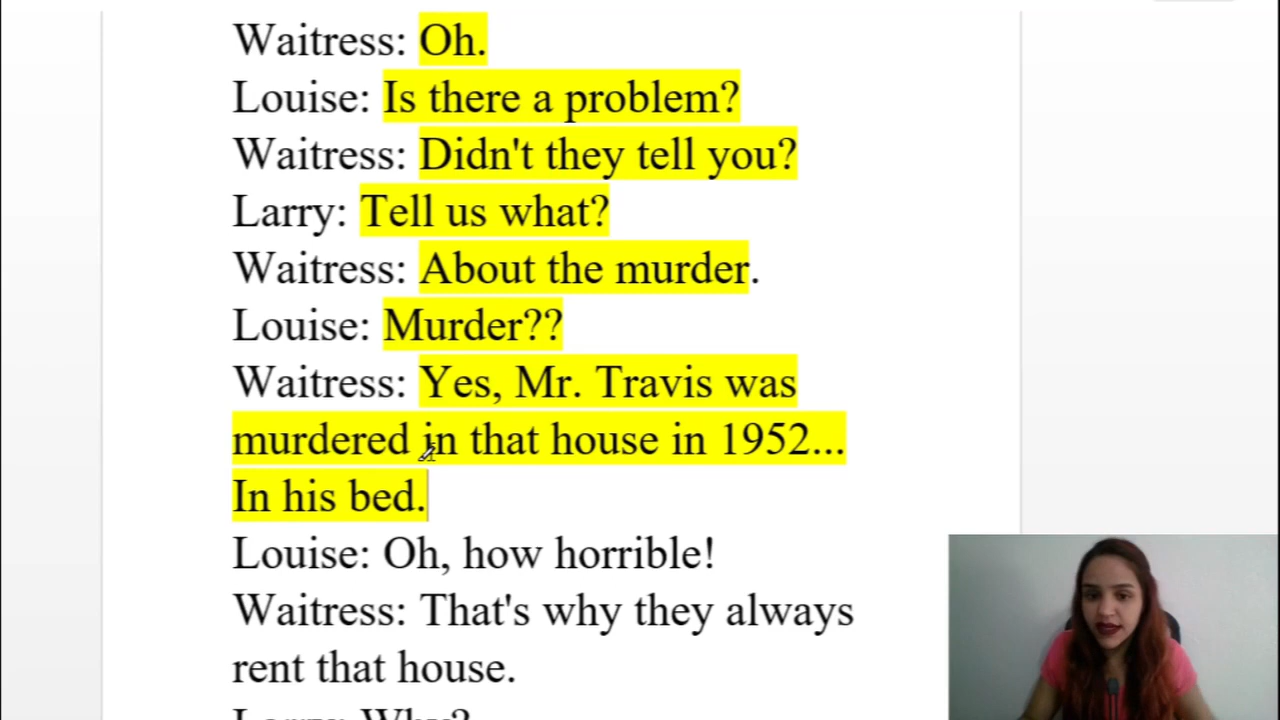 Waitress: Oh.
Louise: Is there a problem?
Waitress: Didn't they tell you?
Larry: Tell us what?
Waitress: About the murder.
Louise: Murder??
Waitress: Yes, Mr. Travis was
murdered in that house in 1952...
In his bed.
Louise: Oh, how horrible!
Waitress: That's why they always
rent that house.
Larry: Why?